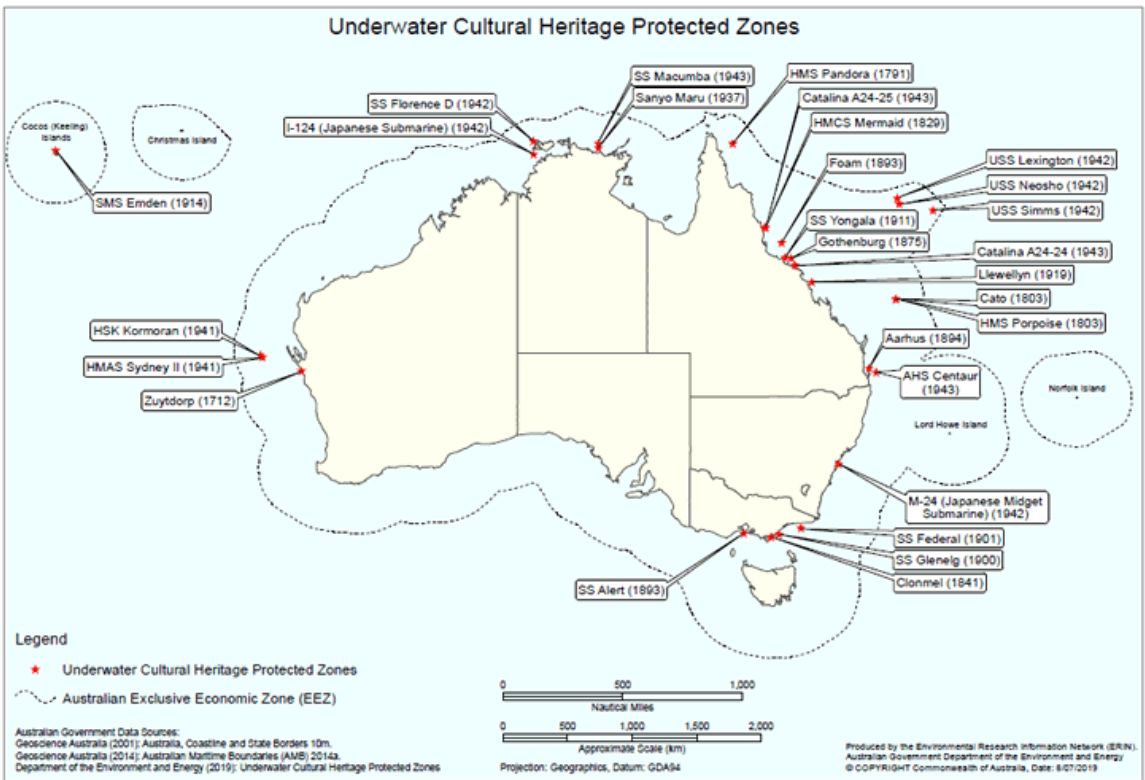 Underwater Cultural Heritage Protected Zones
SS Macumba (1943)
HMS Pandora (1791)
SS Florence D (1942)
Sanyo Maru (1937)
Catalina A24-25 (1943)
I-124 (Japanese Submarine) (1942)
HMCS Mermaid (1829)
Cocos (Keeling)
Islands
Christmas Island
Foam (1893)
USS Lexington (1942)
USS Neosho (1942)
SMS Emden (1914)
USS Simms (1942)
SS Yongala (1911)
Gothenburg (1875)
Catalina A24-24 (1943)
Llewellyn (1919)
Cato (1803)
HMS Porpoise (1803)
HSK Kormoran (1941)
Aarhus (1894)
HMAS Sydney II (1941)
AHS Centaur
(1943)
Norfolk Island
Zuytdorp (1712)
Lord Howe Island
M-24 (Japanese Midget
Submarine) (1942)
SS Federal (1901)
SS Glenelg (1900)
SS Alert (1893)
Clonmel (1841)
Legend
Underwater Cultural Heritage Protected Zones
Australian Exclusive Economic Zone (EEZ)
0 500 1,000
Nautical Miles
0 500 1,000 1,500 2,000
Approximate Scale (km)
Australian Government Data Sources:
Geoscience Australia (2001): Australia, Coastline and State Borders 10m.
Geoscience Australia (2014): Australian Maritime Boundaries (AMB) 2014a.
Department of the Environment and Energy (2019): Underwater Cultural Heritage Protected Zones
Projection: Geographics, Datum: GDA94
Produced by the Environmental Research Information Network (ERIN).
Australian Government Department of the Environment and Energy
© COPYRIGHT Commonwealth of Australia, Date: 8/07/2019